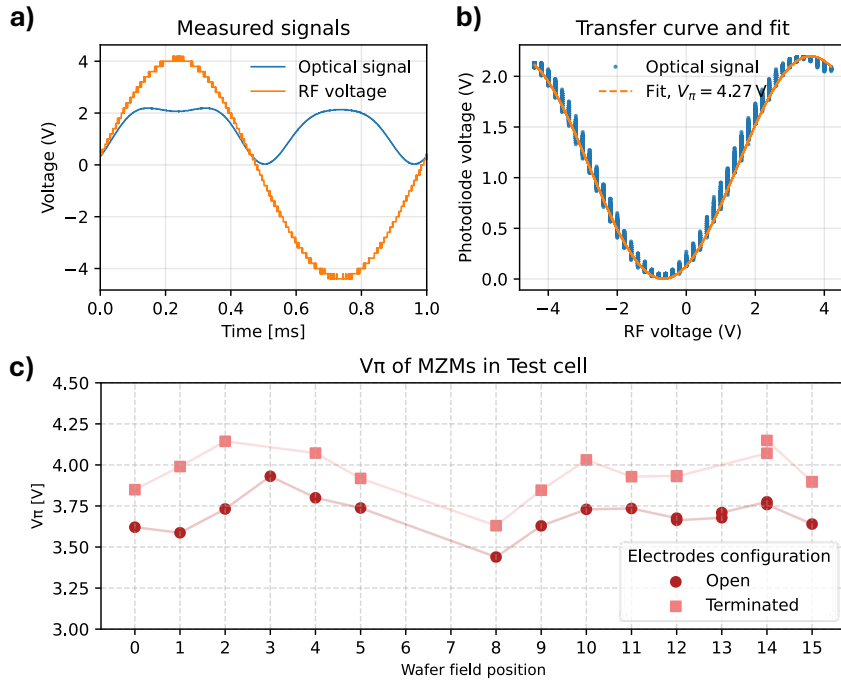 a)
Measured signals
Optical signal
RF voltage
Voltage (V)
4
2
0
−2
−4
0.0 0.2 0.4 0.6 0.8 1.0
Time [ms]
b)
Transfer curve and fit
Optical signal
Fit, Vπ = 4.27 V
Photodiode voltage (V)
2.0
1.5
1.0
0.5
0.0
−4 −2 0 2 4
RF voltage (V)
c)
Vπ of MZMs in Test cell
Vπ [V]
4.50
4.25
4.00
3.75
3.50
3.25
3.00
Electrodes configuration
Open
Terminated
0 1 2 3 4 5 6 7 8 9 10 11 12 13 14 15
Wafer field position